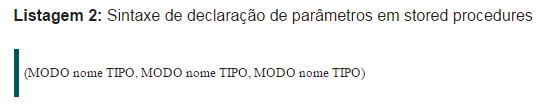 Listagem 2: Sintaxe de declaração de parâmetros em stored procedures
(MODO nome TIPO, MODO nome TIPO, MODO nome TIPO)